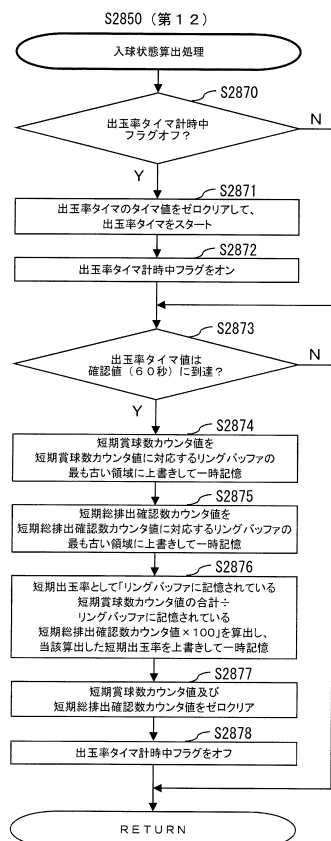 S2850（第１２）
入球状態算出処理
S2870
出玉率タイマ計時中
フラグオフ？
N
Y
S2871
出玉率タイマのタイマ値をゼロクリアして、
出玉率タイマをスタート
S2872
出玉率タイマ計時中フラグをオン
S2873
出玉率タイマ値は
確認値（６０秒）に到達？
N
Y
S2874
短期賞球数カウンタ値を
短期賞球数カウンタ値に対応するリングバッファの
最も古い領域に上書きして一時記憶
S2875
短期総排出確認数カウンタ値を
短期総排出確認数カウンタ値に対応するリングバッファの
最も古い領域に上書きして一時記憶
S2876
短期出玉率として「リングバッファに記憶されている
短期賞球数カウンタ値の合計÷
リングバッファに記憶されている
短期総排出確認数カウンタ値×１００」を算出し、
当該算出した短期出玉率を上書きして一時記憶
S2877
短期賞球数カウンタ値及び
短期総排出確認数カウンタ値をゼロクリア
S2878
出玉率タイマ計時中フラグをオフ
ＲＥＴＵＲＮ